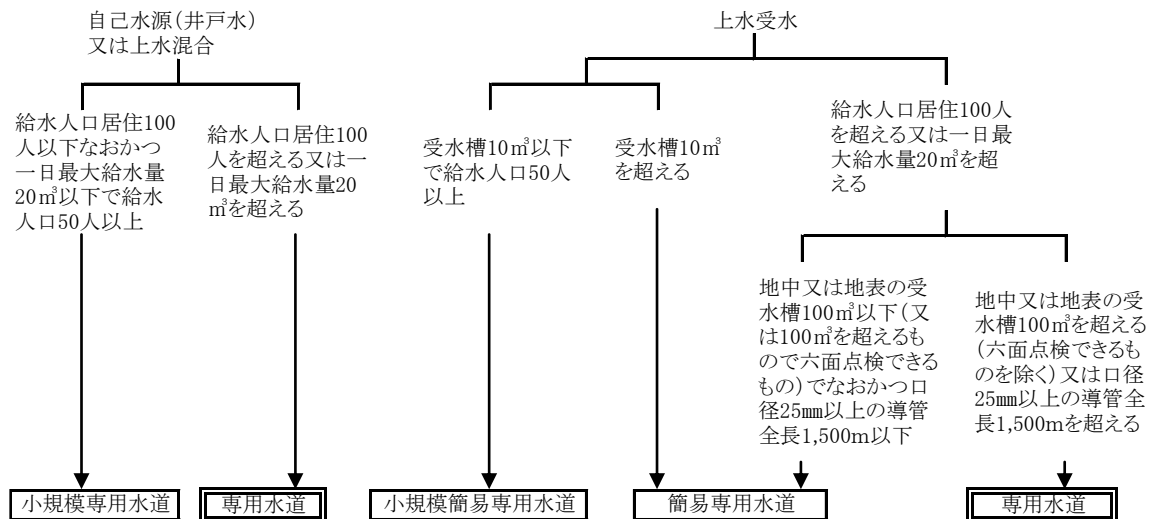 自己水源(井戸水)
又は上水混合
上水受水
給水人口居住100
人以下なおかつ
一日最大給水量
20㎥以下で給水
人口50人以上
給水人口居住100
人を超える又は一
日最大給水量20
㎥を超える
受水槽10㎥以下
で給水人口50人
以上
受水槽10㎥
を超える
給水人口居住100人
を超える又は一日最
大給水量20㎥を超
える
地中又は地表の受
水槽100㎥以下(又
は100㎥を超えるも
ので六面点検できる
もの)でなおかつ口
径25㎜以上の導管
全長1,500m以下
地中又は地表の受
水槽100㎥を超える
(六面点検できるも
のを除く)又は口径
25㎜以上の導管全
長1,500mを超える
小規模専用水道
専用水道
小規模簡易専用水道
簡易専用水道
専用水道